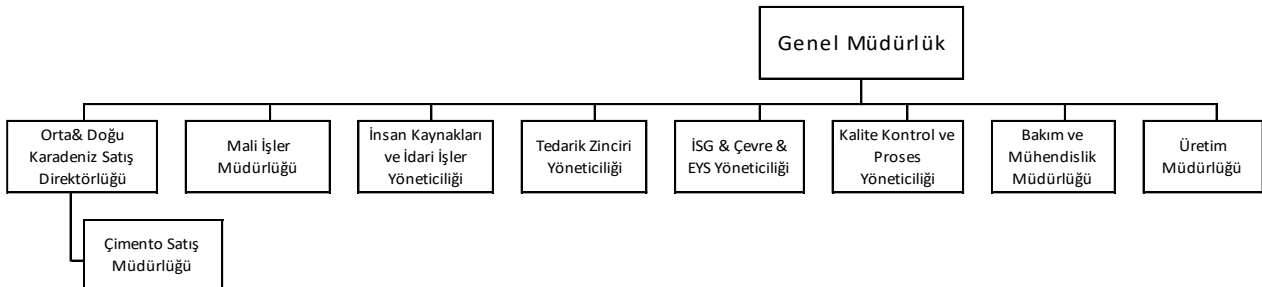 Genel Müdürlük
Orta& Doğu
Karadeniz Satış
Direktörlüğü
Mali İşler
Müdürlüğü
İnsan Kaynakları
ve İdari İşler
Yöneticiliği
Tedarik Zinciri
Yöneticiliği
İSG & Çevre &
EYS Yöneticiliği
Kalite Kontrol ve
Proses
Yöneticiliği
Bakım ve
Mühendislik
Müdürlüğü
Üretim
Müdürlüğü
Çimento Satış
Müdürlüğü